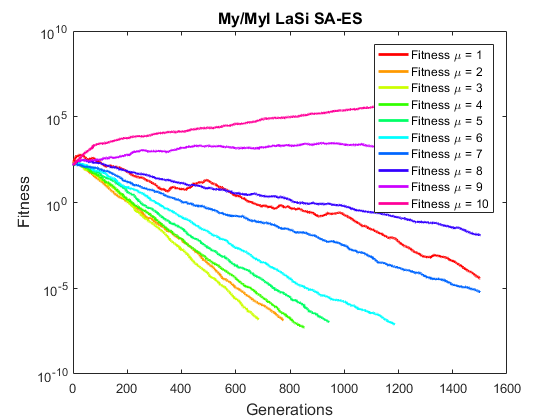 My/Myl LaSi SA-ES
Fitness
10^10
10^5
10^0
10^-5
10^-10
Fitness μ = 1
Fitness μ = 2
Fitness μ = 3
Fitness μ = 4
Fitness μ = 5
Fitness μ = 6
Fitness μ = 7
Fitness μ = 8
Fitness μ = 9
Fitness μ = 10
0 200 400 600 800 1000 1200 1400 1600
Generations